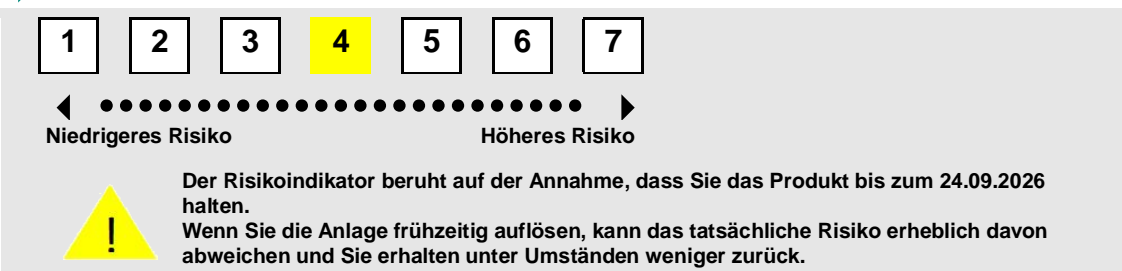 1 2 3 4 5 6 7
Niedrigeres Risiko Höheres Risiko
Der Risikoindikator beruht auf der Annahme, dass Sie das Produkt bis zum 24.09.2026
halten.
!
Wenn Sie die Anlage frühzeitig auflösen, kann das tatsächliche Risiko erheblich davon
abweichen und Sie erhalten unter Umständen weniger zurück.